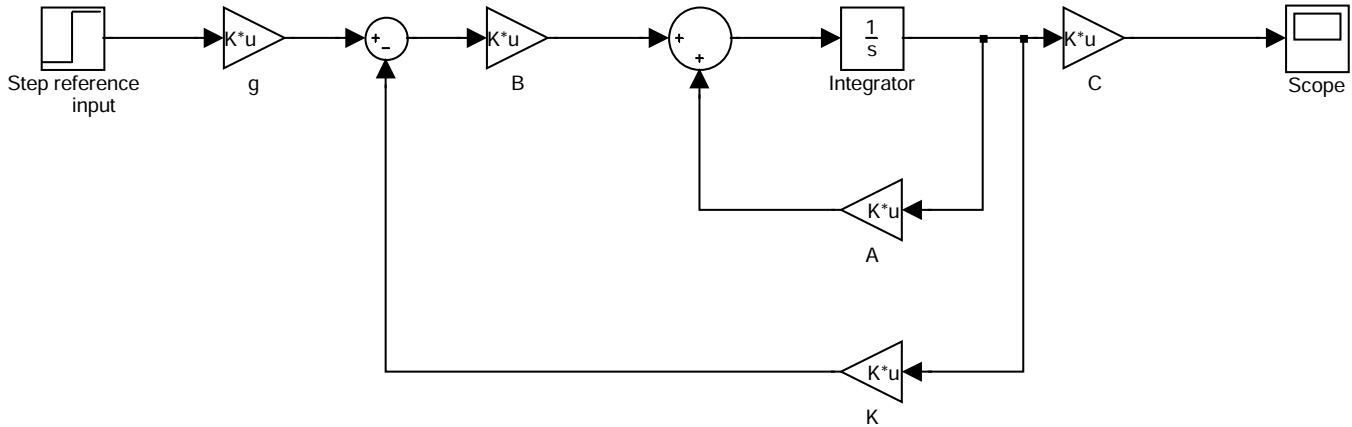 K*u
+
−
K*u
+
+
1
s
K*u
Step reference
input
g
B
Integrator
C
Scope
K*u
A
K*u
K